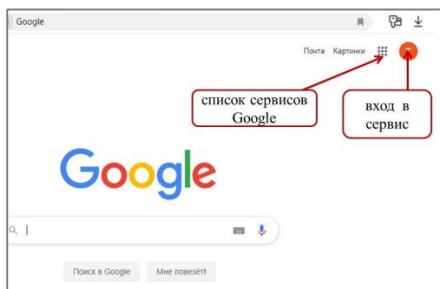 Google
Почта Картинки
список сервисов
Google
вход в
сервис
Google
Поиск в Google Мне повезёт!